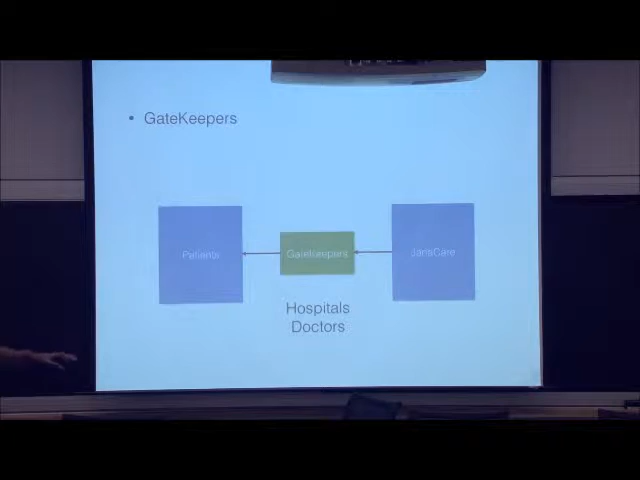 • GateKeepers
Patients
GateKeepers
JanaCare
Hospitals
Doctors